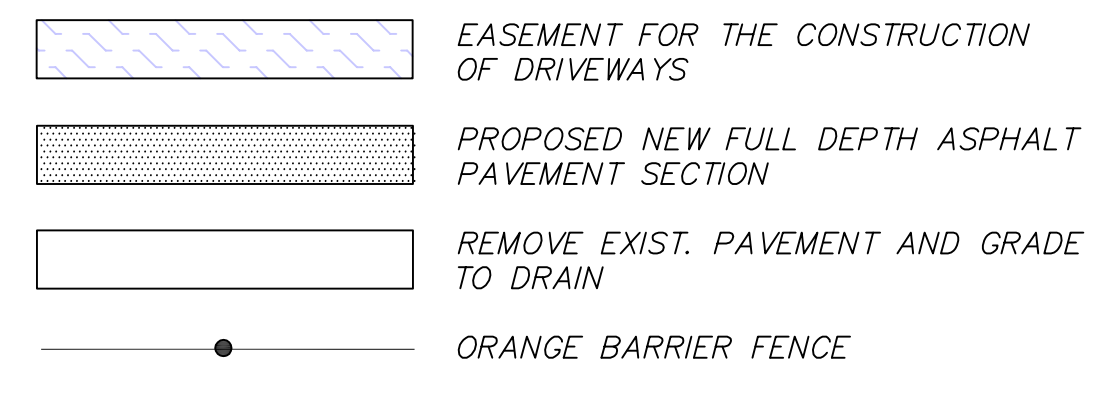 EASEMENT FOR THE CONSTRUCTION
OF DRIVEWAYS
PROPOSED NEW FULL DEPTH ASPHALT
PAVEMENT SECTION
REMOVE EXIST. PAVEMENT AND GRADE
TO DRAIN
ORANGE BARRIER FENCE